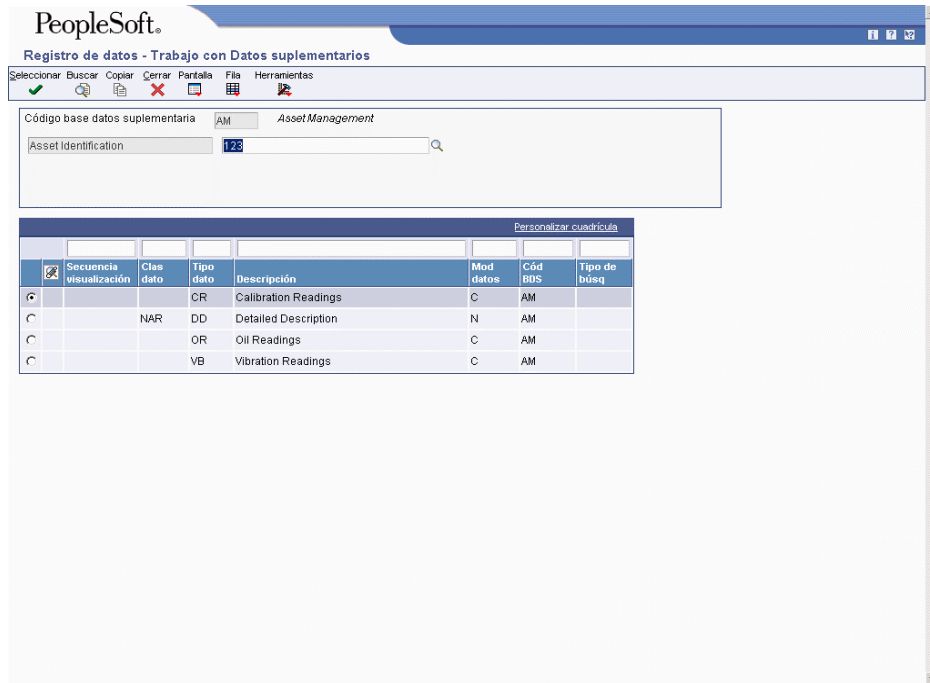 PeopleSoft®
Registro de datos - Trabajo con Datos suplementarios
Seleccionar Buscar Copiar Cerrar Pantalla Fila Herramientas
Código base datos suplementaria AM Asset Management
Asset Identification 123
Personalizar cuadrícula
Secuencia visualización Clas dato Tipo dato Descripción Mod datos Cód BDS Tipo de búsq
CR Calibration Readings C AM
NAR DD Detailed Description N AM
OR Oil Readings C AM
VB Vibration Readings C AM